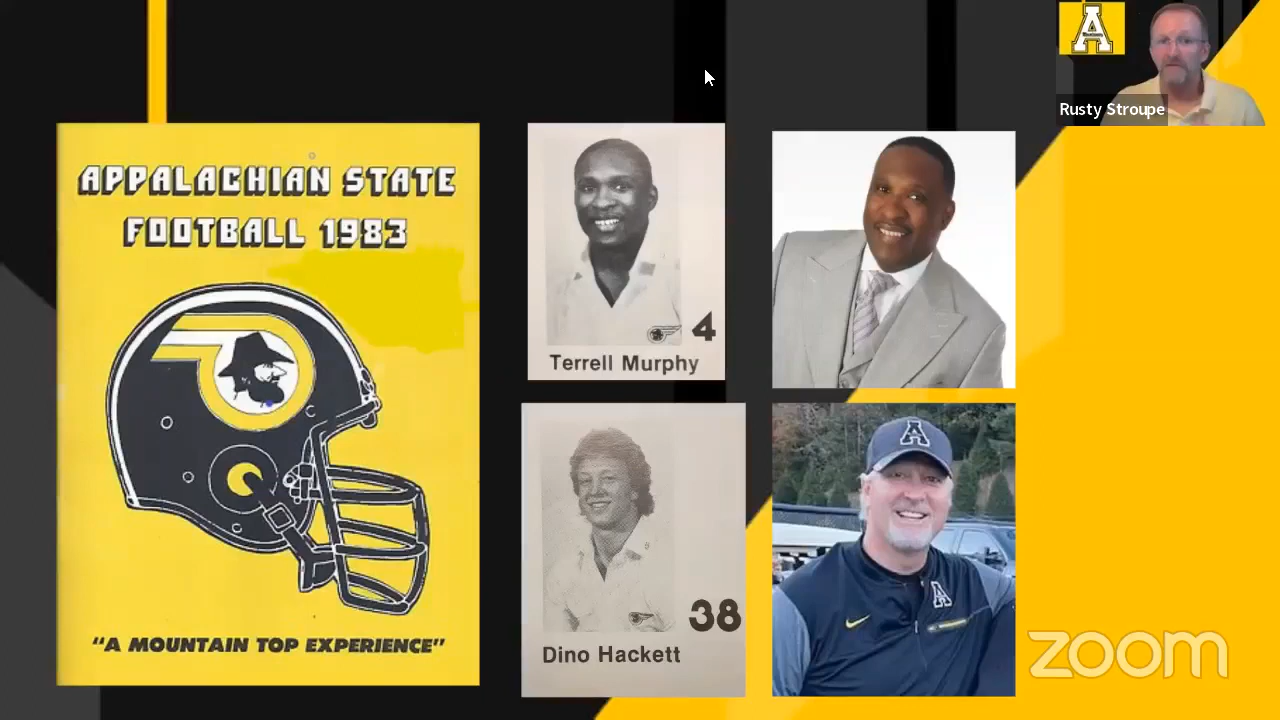 APPALACHIAN STATE
FOOTBALL 1983
"A MOUNTAIN TOP EXPERIENCE"
4
Terrell Murphy
38
Dino Hackett
A
A
A
Rusty Stroupe
zoom